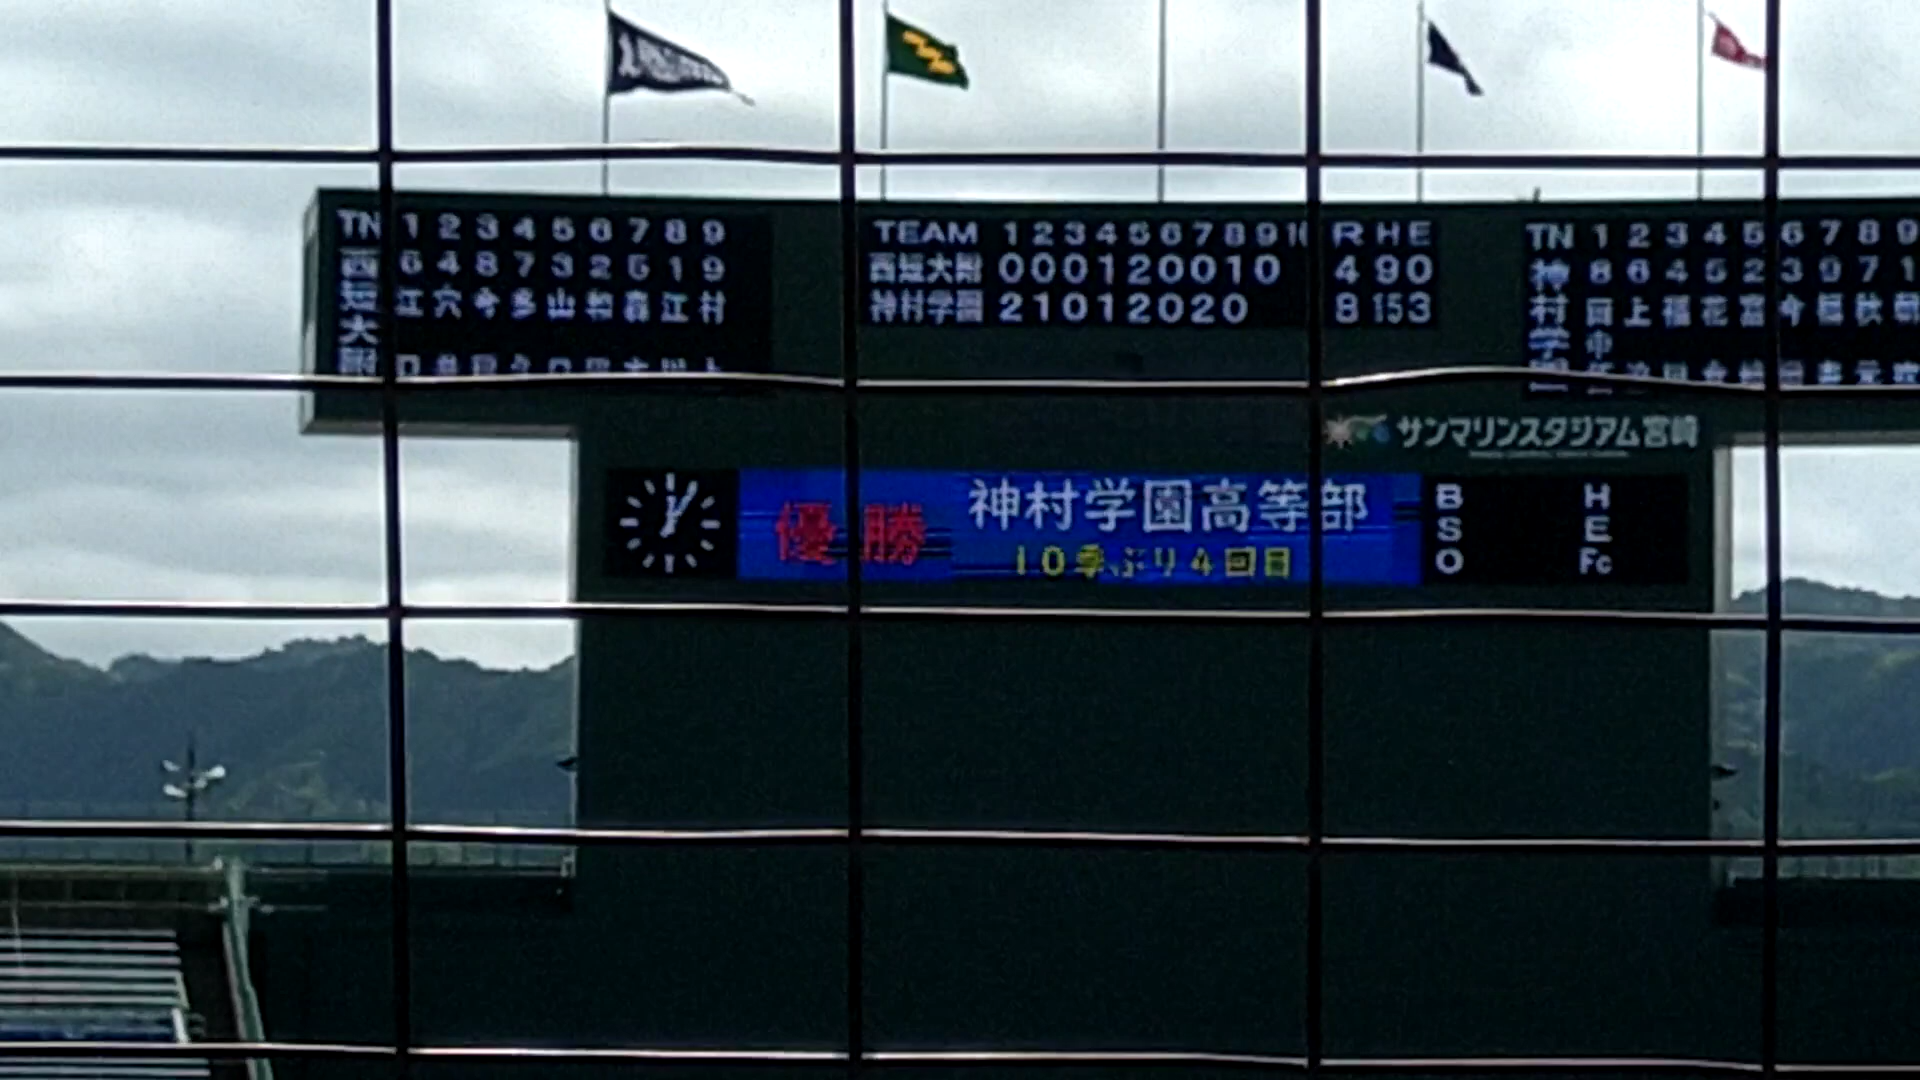 TN 1 2 3 4 5 6 7 8 9
西 6 4 8 7 3 2 5 1 9
短 江 穴 今 多 山 和 森 江 村
大
附
TEAM 1 2 3 4 5 6 7 8 9 10 R H E
西短大附 0 0 0 1 2 0 0 1 0 4 9 0
神村学園 2 1 0 1 2 0 2 0 8 15 3
TN 1 2 3 4 5 6 7 8 9
神 8 6 4 5 2 3 9 7 1
村 田 上 福 花 富 今 秋
学 中
園
サンマリンスタジアム宮崎
優勝
神村学園高等部
10季ぶり4回目
B H
S E
O Fc